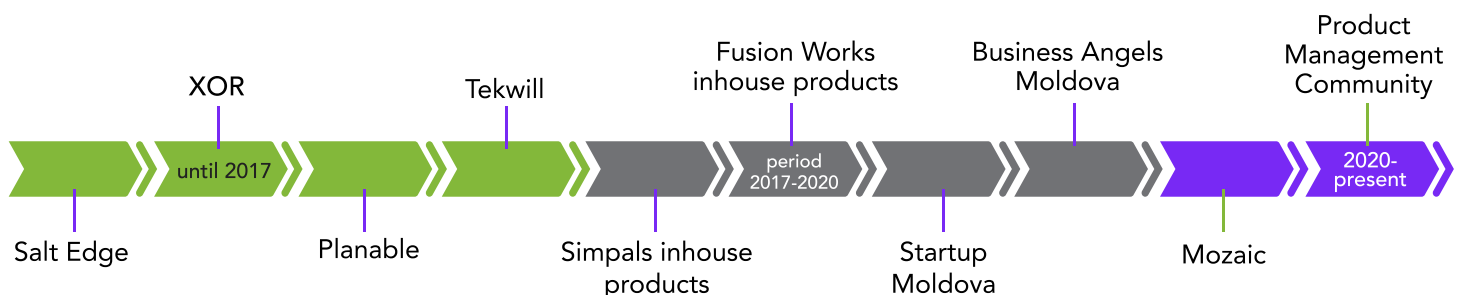 XOR
Tekwill
Fusion Works
inhouse products
Business Angels
Moldova
Product
Management
Community
until 2017
period
2017-2020
2020-
present
Salt Edge
Planable
Simpals inhouse
products
Startup
Moldova
Mozaic